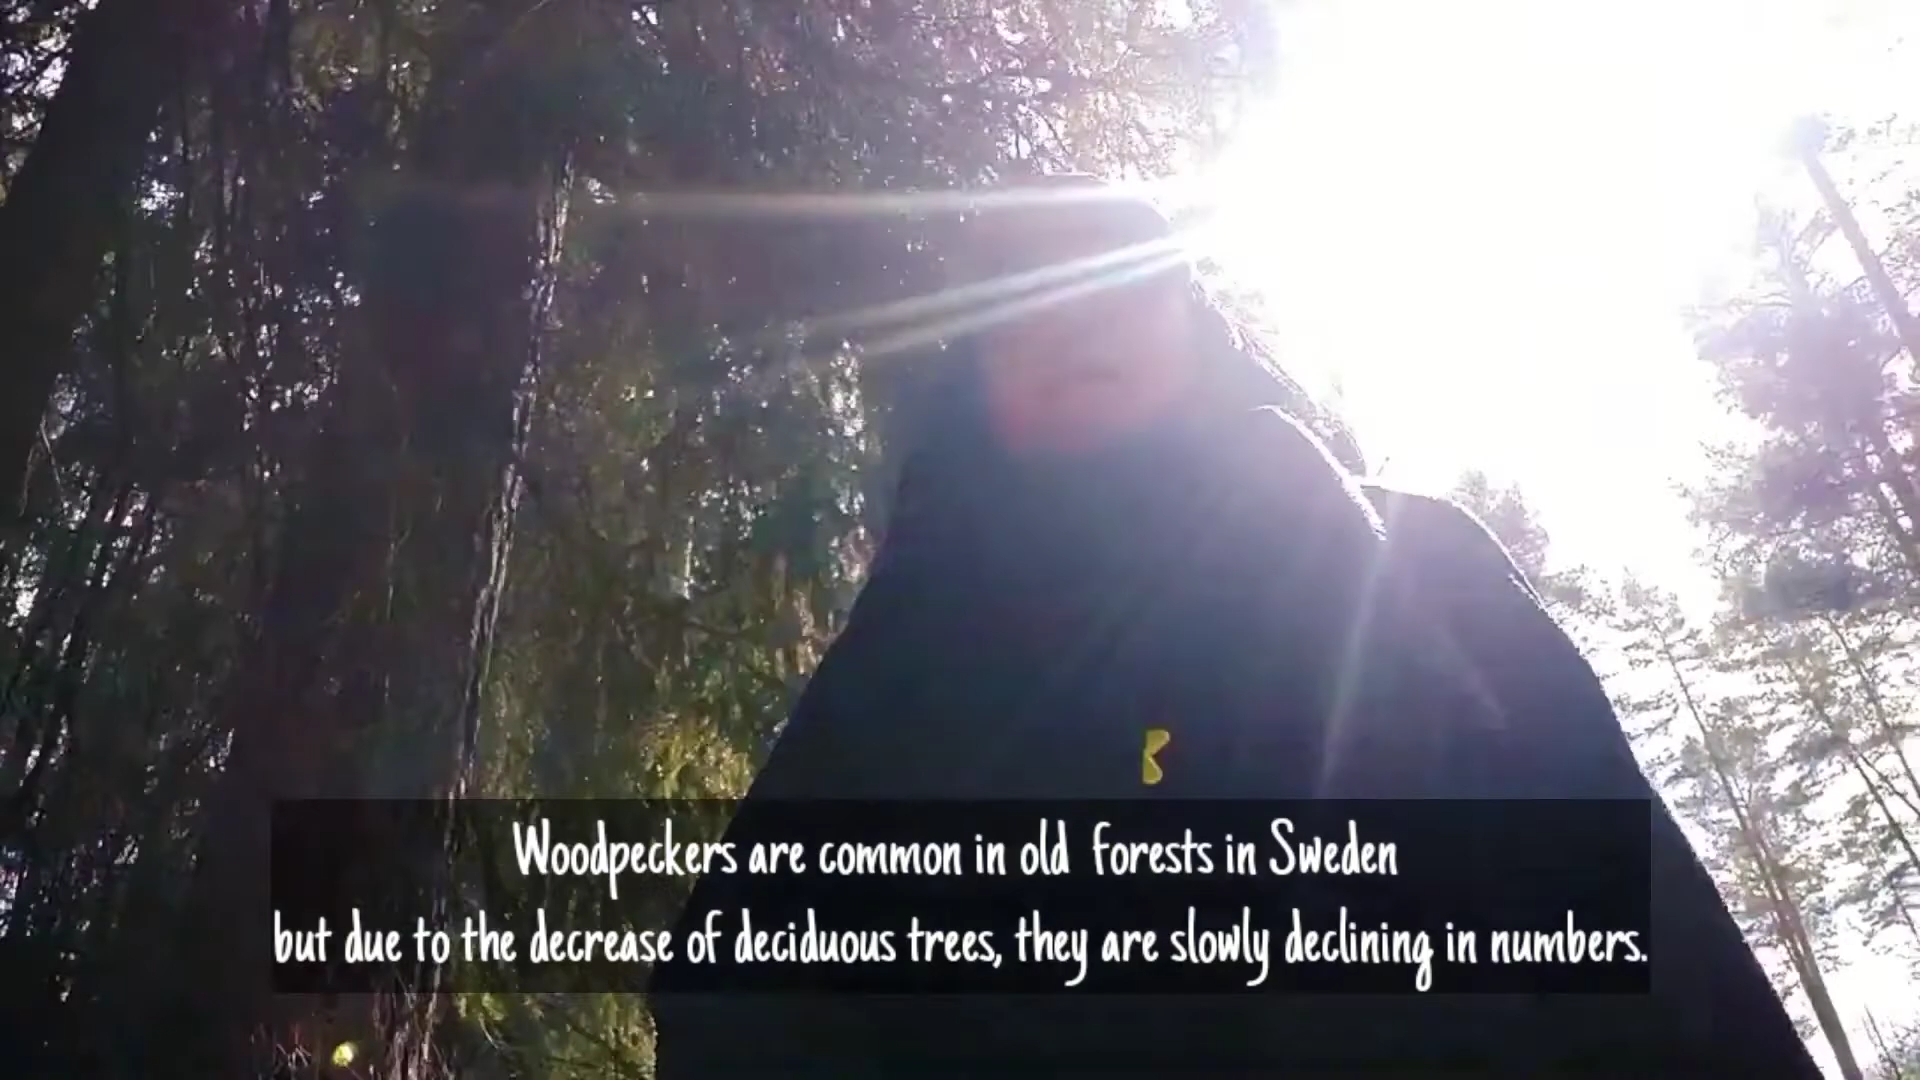 Woodpeckers are common in old forests in Sweden
but due to the decrease of deciduous trees, they are slowly declining in numbers.